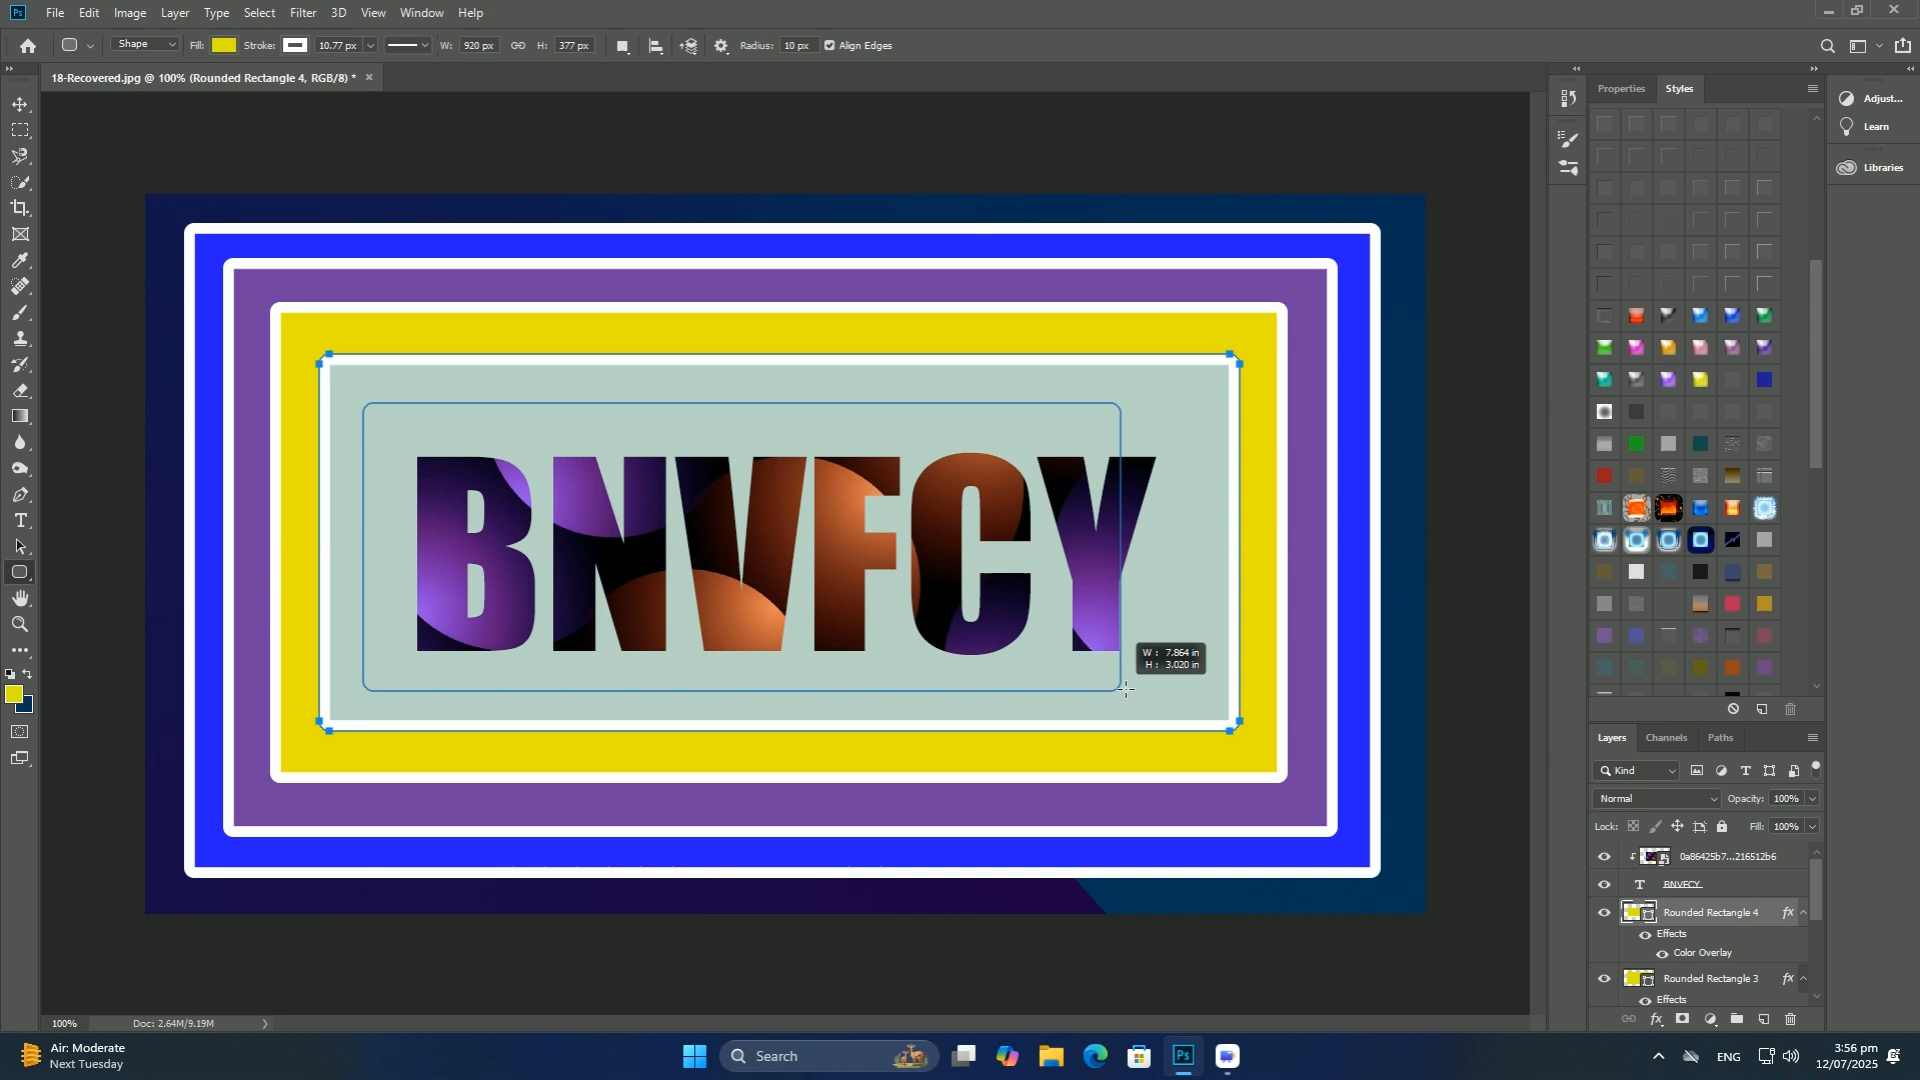 Ps File Edit Image Layer Type Select Filter 3D View Window Help
Shape Fill: Stroke: 10.77 px W: 920 px H: 377 px Radius: 10 px Align Edges
18-Recovered.jpg @ 100% (Rounded Rectangle 4, RGB/8) *
Properties Styles
Adjust...
Learn
Libraries
BNVFCY
W : 7.864 in
H : 3.020 in
Layers Channels Paths
Kind
Normal Opacity: 100%
Lock: Fill: 100%
0a86425b7...216512b6
T BNVFCY
Rounded Rectangle 4 fx
Effects
Color Overlay
Rounded Rectangle 3 fx
Effects
100% Doc: 2.64M/9.19M
Air: Moderate
Next Tuesday
Search
Ps
ENG
3:56 pm
12/07/2025